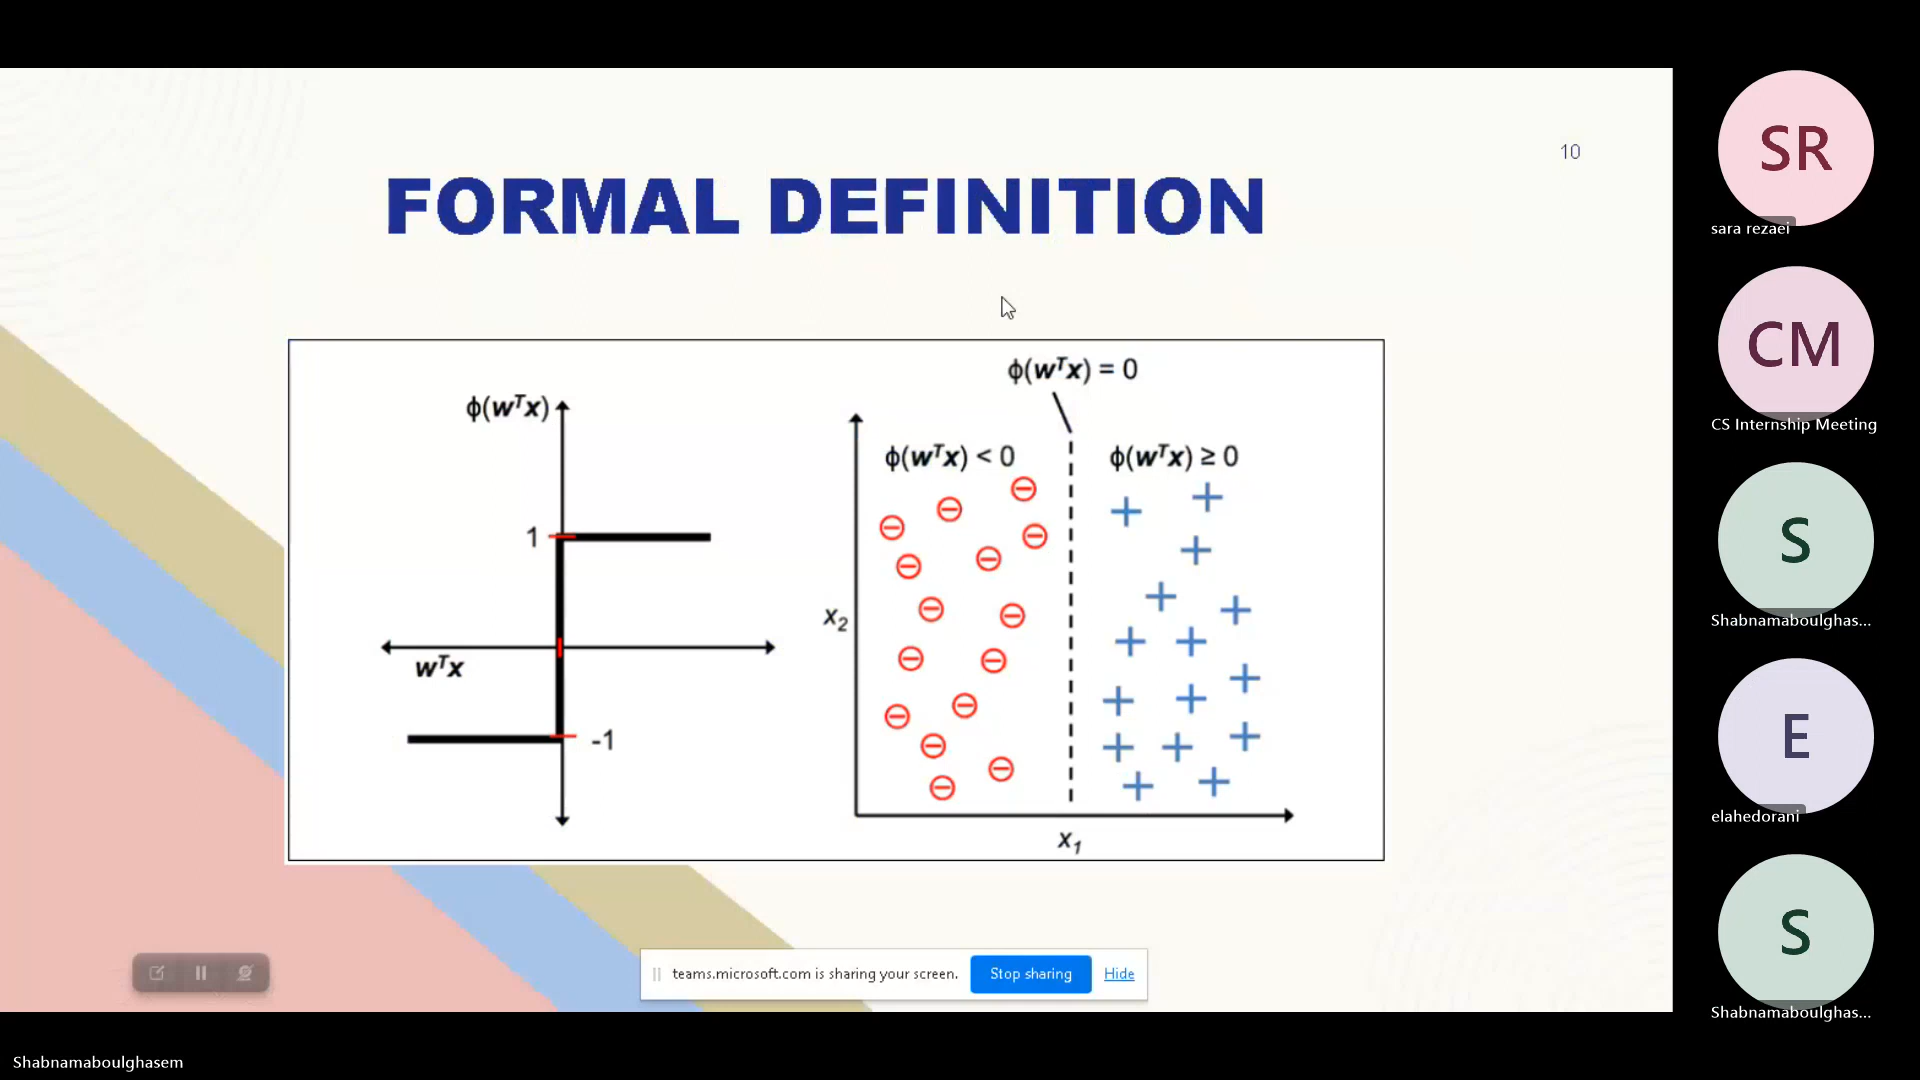 10
FORMAL DEFINITION
ϕ(wᵀx)
1
wᵀx
-1
ϕ(wᵀx) = 0
ϕ(wᵀx) < 0
ϕ(wᵀx) ≥ 0
x₂
x₁
teams.microsoft.com is sharing your screen.
Stop sharing
Hide
SR
sara rezaei
CM
CS Internship Meeting
S
Shabnamaboulghas...
E
elahedorani
S
Shabnamaboulghas...
Shabnamaboulghasem